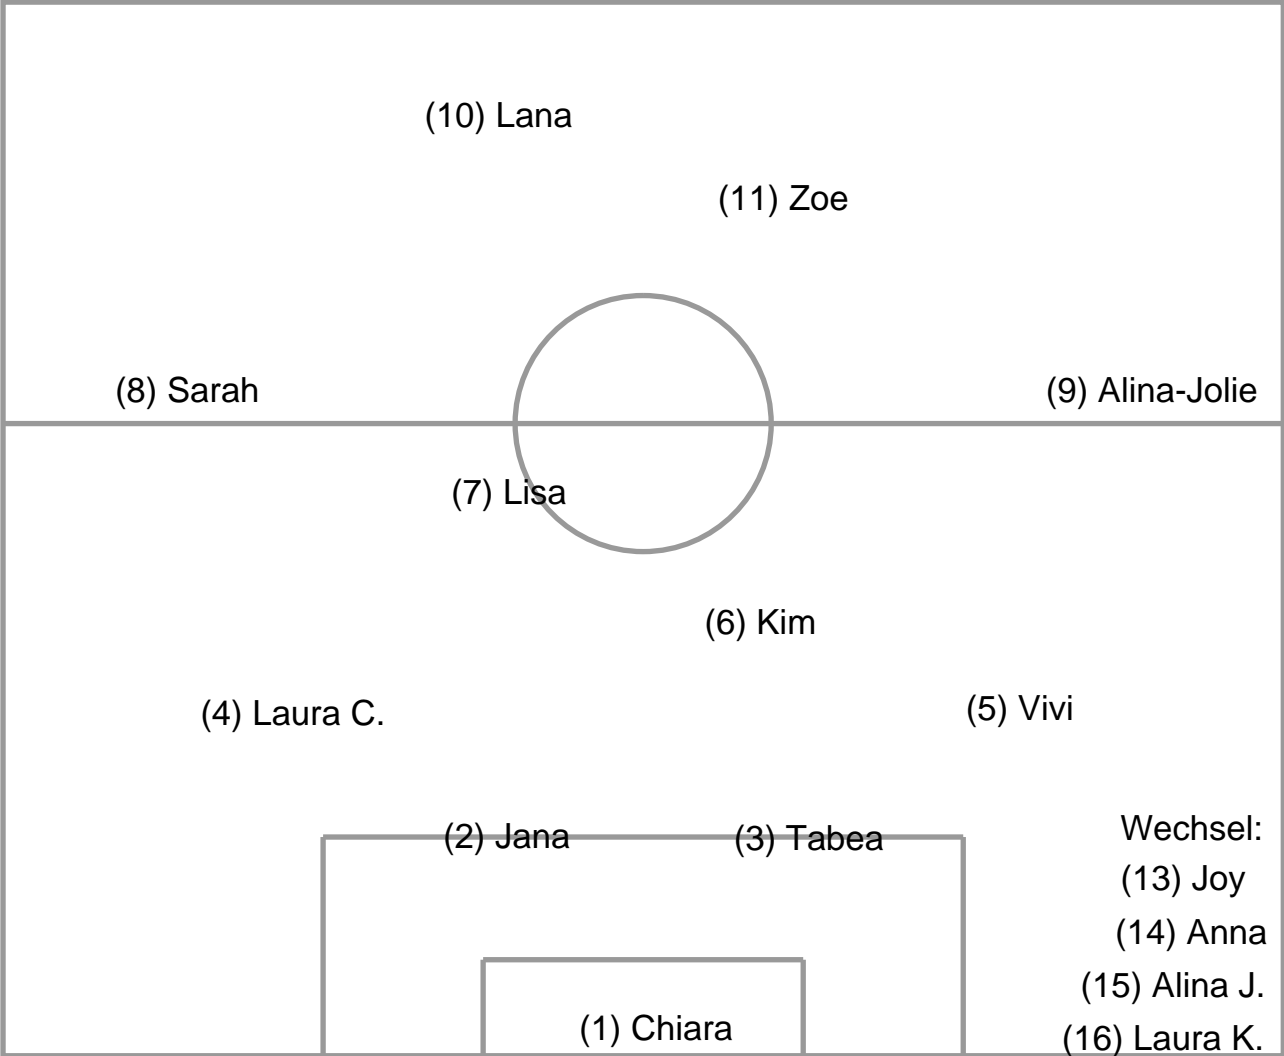 (10) Lana
(11) Zoe
(8) Sarah
(9) Alina-Jolie
(7) Lisa
(6) Kim
(4) Laura C.
(5) Vivi
(2) Jana
(3) Tabea
Wechsel:
(13) Joy
(14) Anna
(15) Alina J.
(1) Chiara
(16) Laura K.